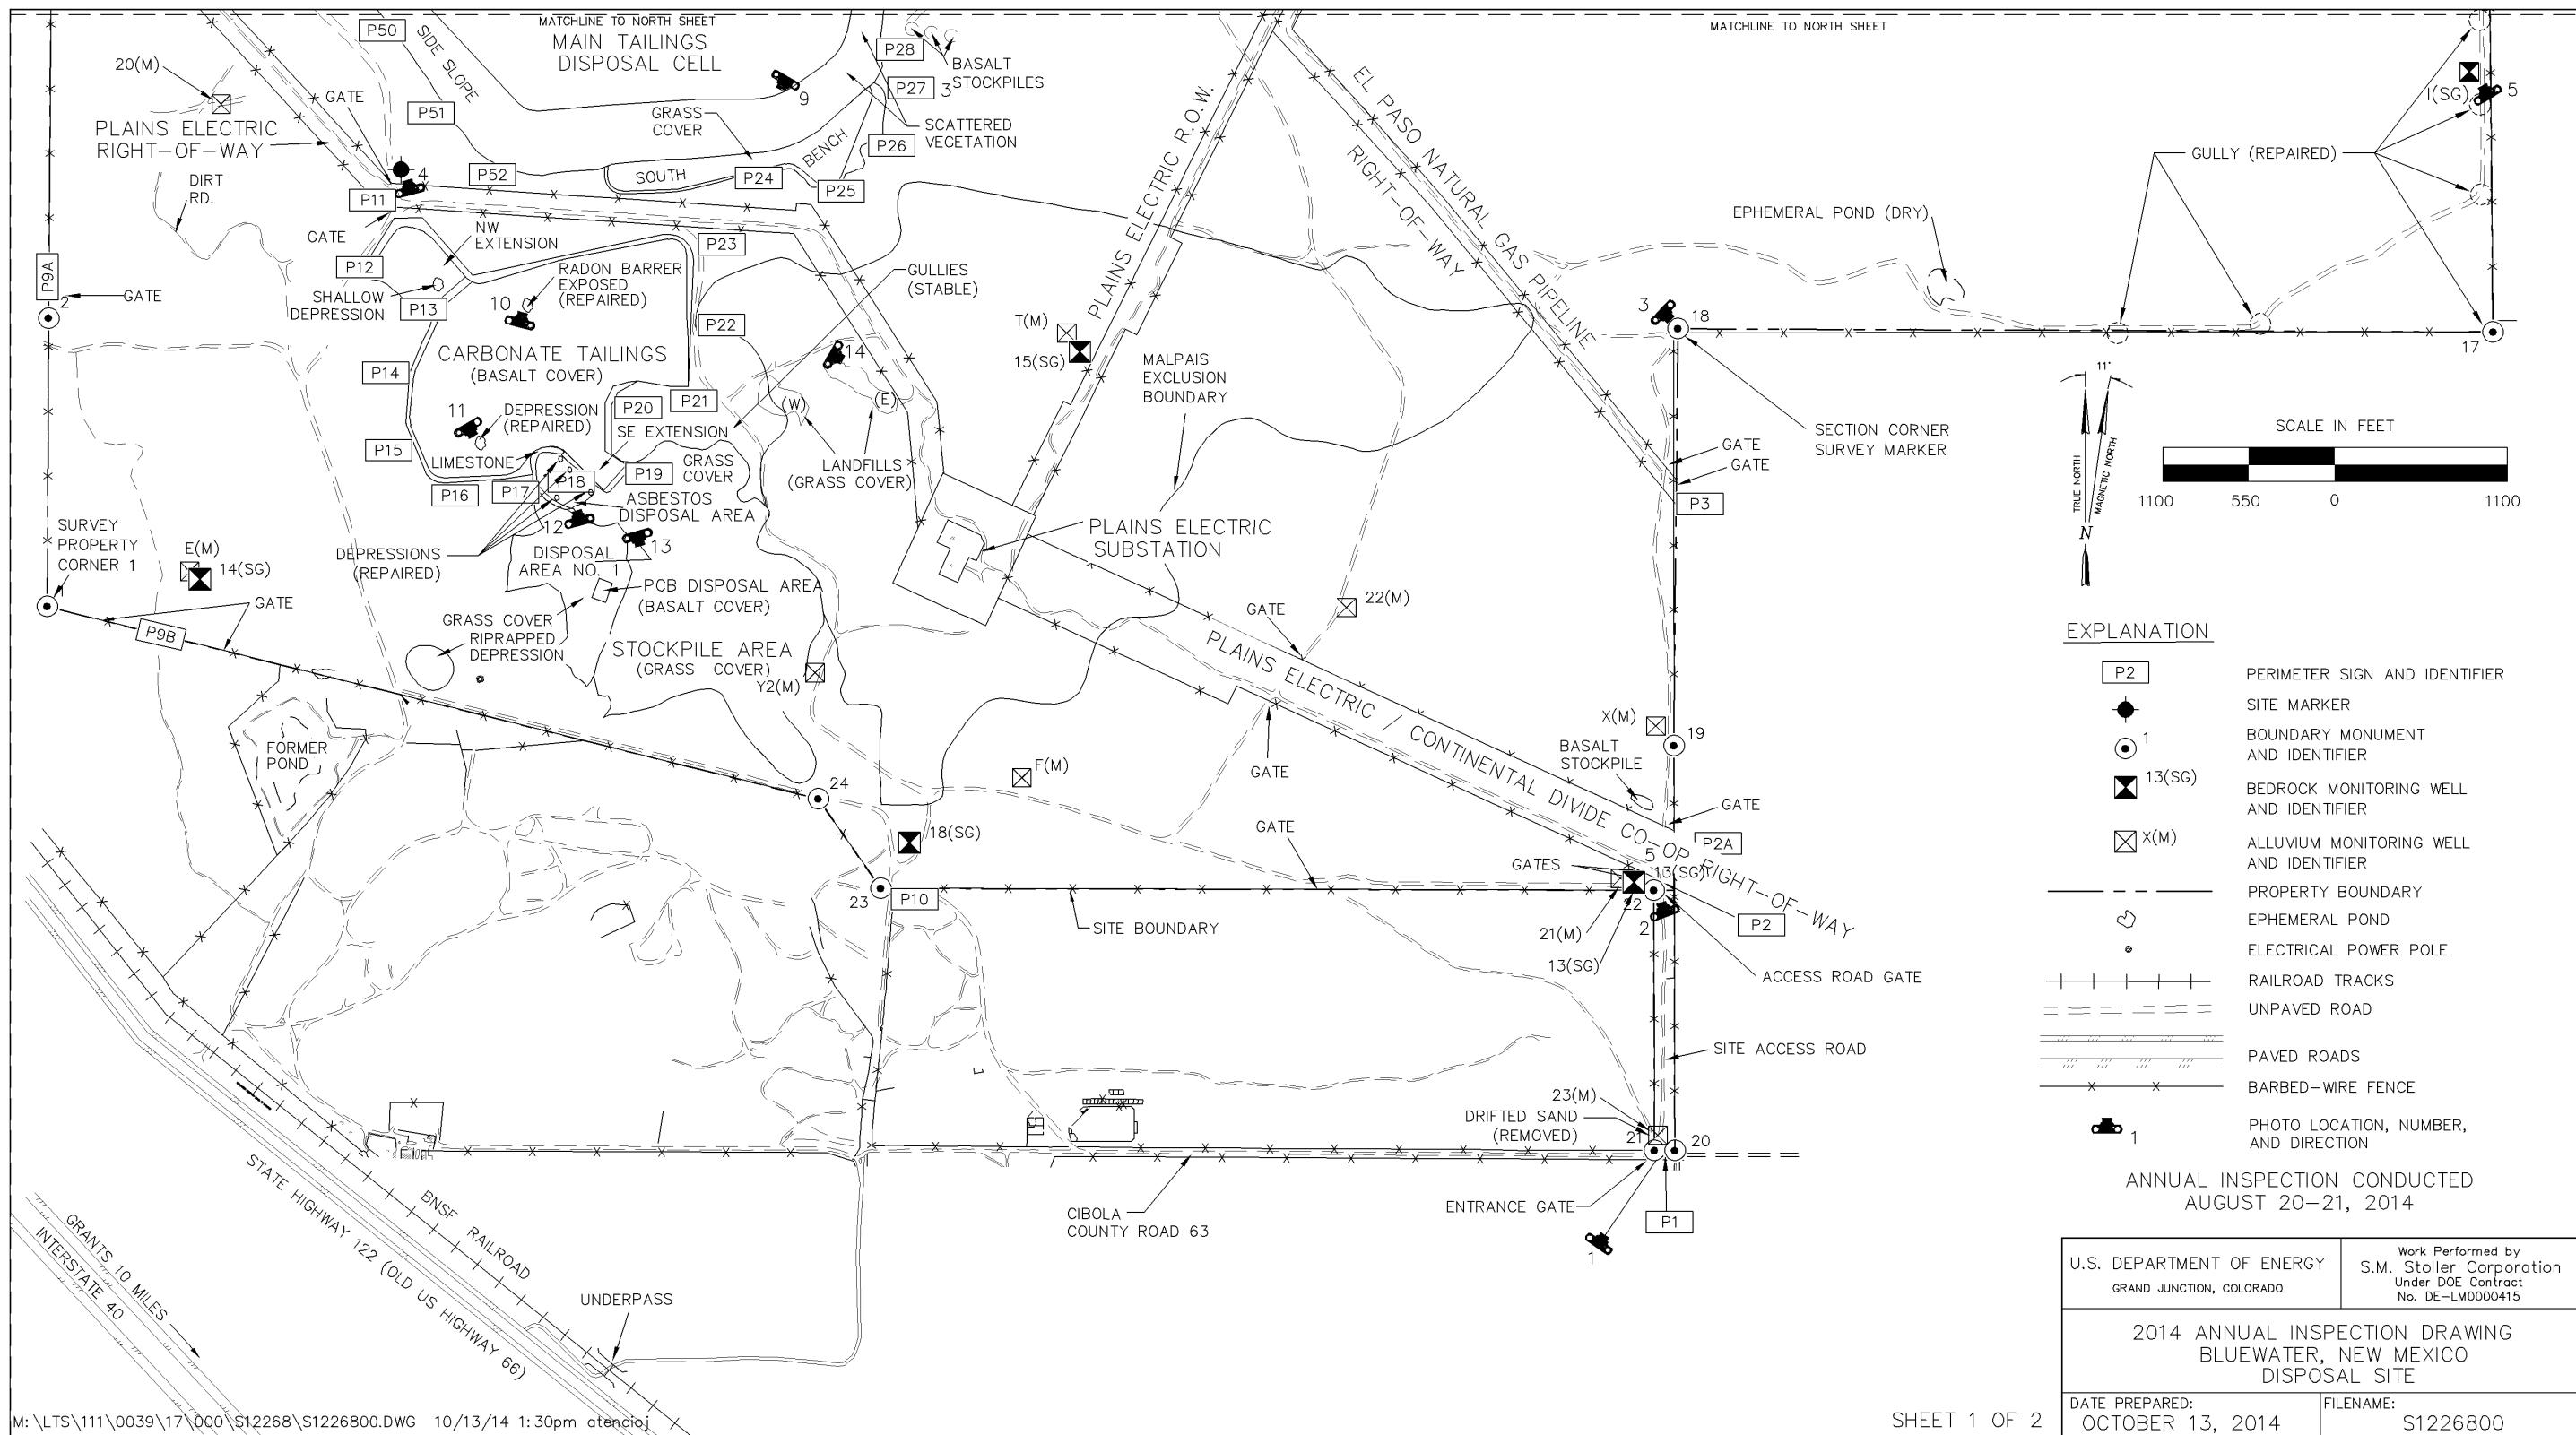 MATCHLINE TO NORTH SHEET
MAIN TAILINGS
DISPOSAL CELL
MATCHLINE TO NORTH SHEET
P50
SIDE SLOPE
20(M)
GATE
P51
PLAINS ELECTRIC
RIGHT-OF-WAY
DIRT
RD.
4
P11
P52
GATE
NW
EXTENSION
GRASS
COVER
SOUTH
BENCH
P24
P25
P26
P27
P28
3
9
BASALT
STOCKPILES
SCATTERED
VEGETATION
P9A
2
GATE
P12
SHALLOW
DEPRESSION
P13
10
RADON BARRER
EXPOSED
(REPAIRED)
P23
GULLIES
(STABLE)
P22
CARBONATE TAILINGS
(BASALT COVER)
P14
11
DEPRESSION
(REPAIRED)
P20
P21
SE EXTENSION
P15
LIMESTONE
P16
P17
P18
P19
GRASS
COVER
14
(W)
(E)
LANDFILLS
(GRASS COVER)
ASBESTOS
DISPOSAL AREA
12
13
DEPRESSIONS
(REPAIRED)
DISPOSAL
AREA NO. 1
PCB DISPOSAL AREA
(BASALT COVER)
GRASS COVER
RIPRAPPED
DEPRESSION
STOCKPILE AREA
(GRASS COVER)
Y2(M)
SURVEY
PROPERTY
CORNER 1
1
E(M)
14(SG)
GATE
P9B
FORMER
POND
T(M)
15(SG)
PLAINS ELECTRIC R.O.W.
EL PASO NATURAL GAS PIPELINE
RIGHT-OF-WAY
MALPAIS
EXCLUSION
BOUNDARY
PLAINS ELECTRIC
SUBSTATION
22(M)
GATE
PLAINS ELECTRIC / CONTINENTAL DIVIDE CO-OP RIGHT-OF-WAY
GATE
F(M)
24
18(SG)
23
P10
SITE BOUNDARY
GATE
EPHEMERAL POND (DRY)
GULLY (REPAIRED)
I(SG)
5
17
3
18
SECTION CORNER
SURVEY MARKER
GATE
GATE
P3
X(M)
19
BASALT
STOCKPILE
GATE
P2A
5
GATES
13(SG)
22
2
21(M)
13(SG)
P2
ACCESS ROAD GATE
SITE ACCESS ROAD
23(M)
DRIFTED SAND
(REMOVED)
21
20
ENTRANCE GATE
P1
1
CIBOLA
COUNTY ROAD 63
STATE HIGHWAY 122 (OLD US HIGHWAY 66)
BNSF RAILROAD
UNDERPASS
GRANTS 10 MILES
INTERSTATE 40
11°
TRUE NORTH
MAGNETIC NORTH
N
SCALE IN FEET
1100 550 0 1100
EXPLANATION
P2
PERIMETER SIGN AND IDENTIFIER
SITE MARKER
1
BOUNDARY MONUMENT
AND IDENTIFIER
13(SG)
BEDROCK MONITORING WELL
AND IDENTIFIER
X(M)
ALLUVIUM MONITORING WELL
AND IDENTIFIER
PROPERTY BOUNDARY
EPHEMERAL POND
ELECTRICAL POWER POLE
RAILROAD TRACKS
UNPAVED ROAD
PAVED ROADS
BARBED-WIRE FENCE
1
PHOTO LOCATION, NUMBER,
AND DIRECTION
ANNUAL INSPECTION CONDUCTED
AUGUST 20-21, 2014
U.S. DEPARTMENT OF ENERGY
GRAND JUNCTION, COLORADO
Work Performed by
S.M. Stoller Corporation
Under DOE Contract
No. DE-LM0000415
2014 ANNUAL INSPECTION DRAWING
BLUEWATER, NEW MEXICO
DISPOSAL SITE
DATE PREPARED:
OCTOBER 13, 2014
FILENAME:
S1226800
SHEET 1 OF 2
M:\LTS\111\0039\17\000\S12268\S1226800.DWG 10/13/14 1:30pm atencioj